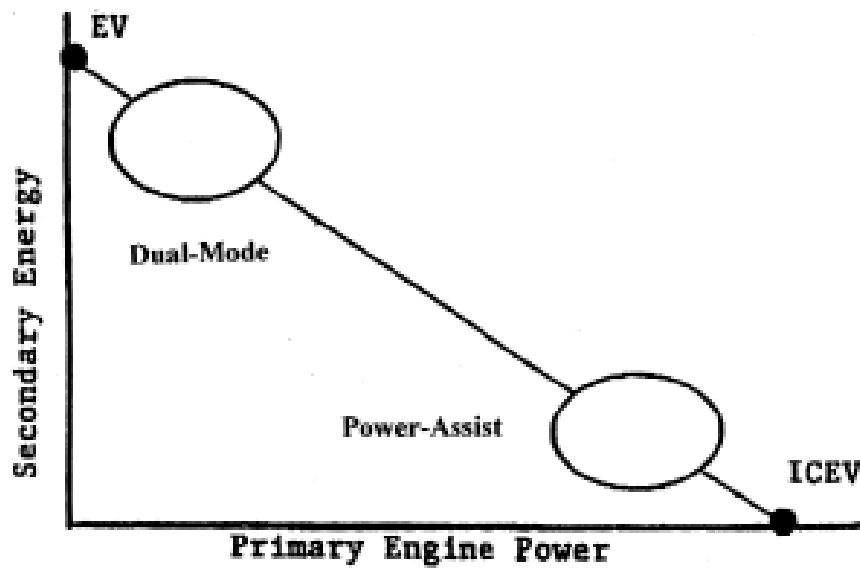 EV
Dual-Mode
Power-Assist
ICEV
Secondary Energy
Primary Engine Power